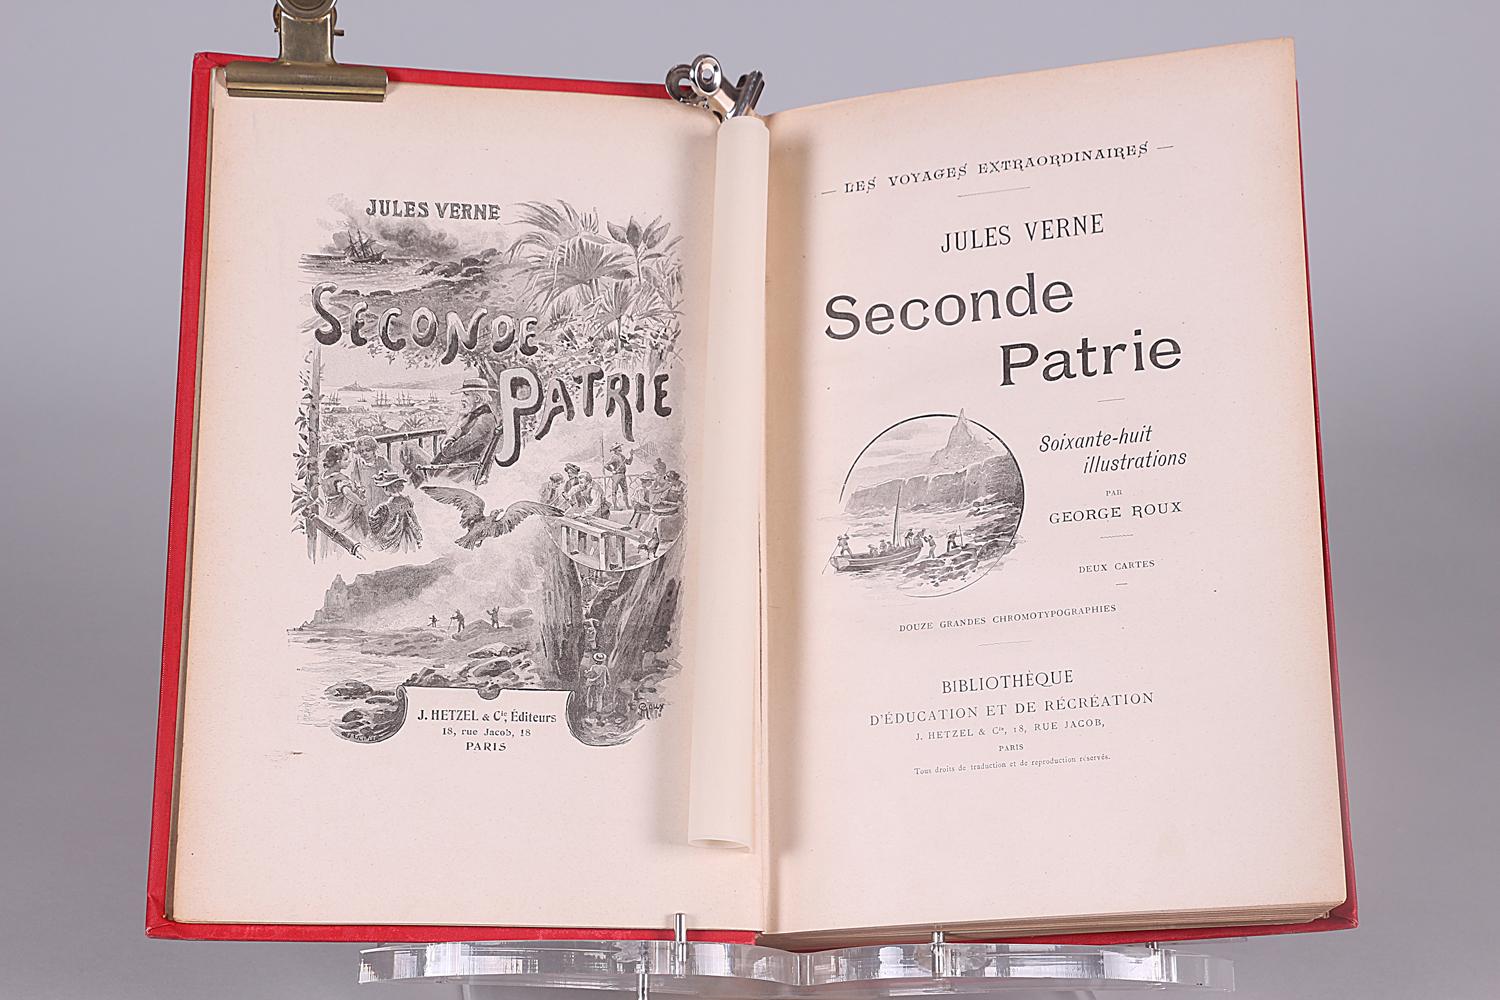 JULES VERNE
SECONDE
PATRIE
J. HETZEL & Cie, Éditeurs
18, rue Jacob, 18
PARIS
G. Roux
— LES VOYAGES EXTRAORDINAIRES —
JULES VERNE
Seconde
Patrie
Soixante-huit
illustrations
PAR
GEORGE ROUX
DEUX CARTES
DOUZE GRANDES CHROMOTYPOGRAPHIES
BIBLIOTHÈQUE
D'ÉDUCATION ET DE RÉCRÉATION
J. HETZEL & Cie, 18, RUE JACOB,
PARIS
Tous droits de traduction et de reproduction réservés.